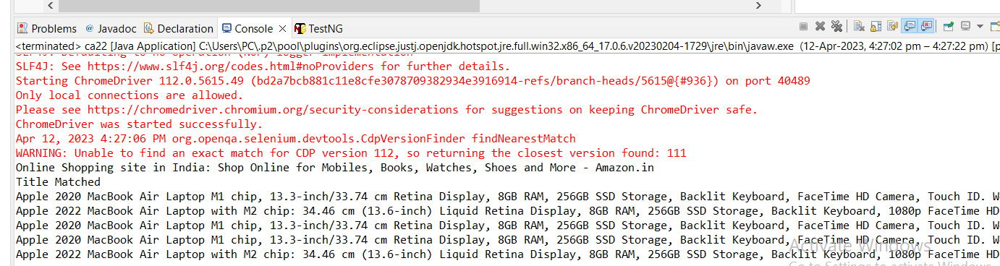 Problems @ Javadoc Declaration Console × TestNG
<terminated> ca22 [Java Application] C:\Users\PC\.p2\pool\plugins\org.eclipse.justj.openjdk.hotspot.jre.full.win32.x86_64_17.0.6.v20230204-1729\jre\bin\javaw.exe (12-Apr-2023, 4:27:02 pm – 4:27:22 pm) [p
SLF4J: Defaulting to no-operation (NOP) logger implementation
SLF4J: See https://www.slf4j.org/codes.html#noProviders for further details.
Starting ChromeDriver 112.0.5615.49 (bd2a7bcb881c11e8cfe3078709382934e3916914-refs/branch-heads/5615@{#936}) on port 40489
Only local connections are allowed.
Please see https://chromedriver.chromium.org/security-considerations for suggestions on keeping ChromeDriver safe.
ChromeDriver was started successfully.
Apr 12, 2023 4:27:06 PM org.openqa.selenium.devtools.CdpVersionFinder findNearestMatch
WARNING: Unable to find an exact match for CDP version 112, so returning the closest version found: 111
Online Shopping site in India: Shop Online for Mobiles, Books, Watches, Shoes and More - Amazon.in
Title Matched
Apple 2020 MacBook Air Laptop M1 chip, 13.3-inch/33.74 cm Retina Display, 8GB RAM, 256GB SSD Storage, Backlit Keyboard, FaceTime HD Camera, Touch ID. W
Apple 2022 MacBook Air Laptop with M2 chip: 34.46 cm (13.6-inch) Liquid Retina Display, 8GB RAM, 256GB SSD Storage, Backlit Keyboard, 1080p FaceTime HD
Apple 2020 MacBook Air Laptop M1 chip, 13.3-inch/33.74 cm Retina Display, 8GB RAM, 256GB SSD Storage, Backlit Keyboard, FaceTime HD Camera, Touch ID. W
Apple 2020 MacBook Air Laptop M1 chip, 13.3-inch/33.74 cm Retina Display, 8GB RAM, 256GB SSD Storage, Backlit Keyboard, FaceTime HD Camera, Touch ID. W
Apple 2022 MacBook Air Laptop with M2 chip: 34.46 cm (13.6-inch) Liquid Retina Display, 8GB RAM, 256GB SSD Storage, Backlit Keyboard, 1080p FaceTime HD
Activate Windows
Go to Settings to activate Windows.